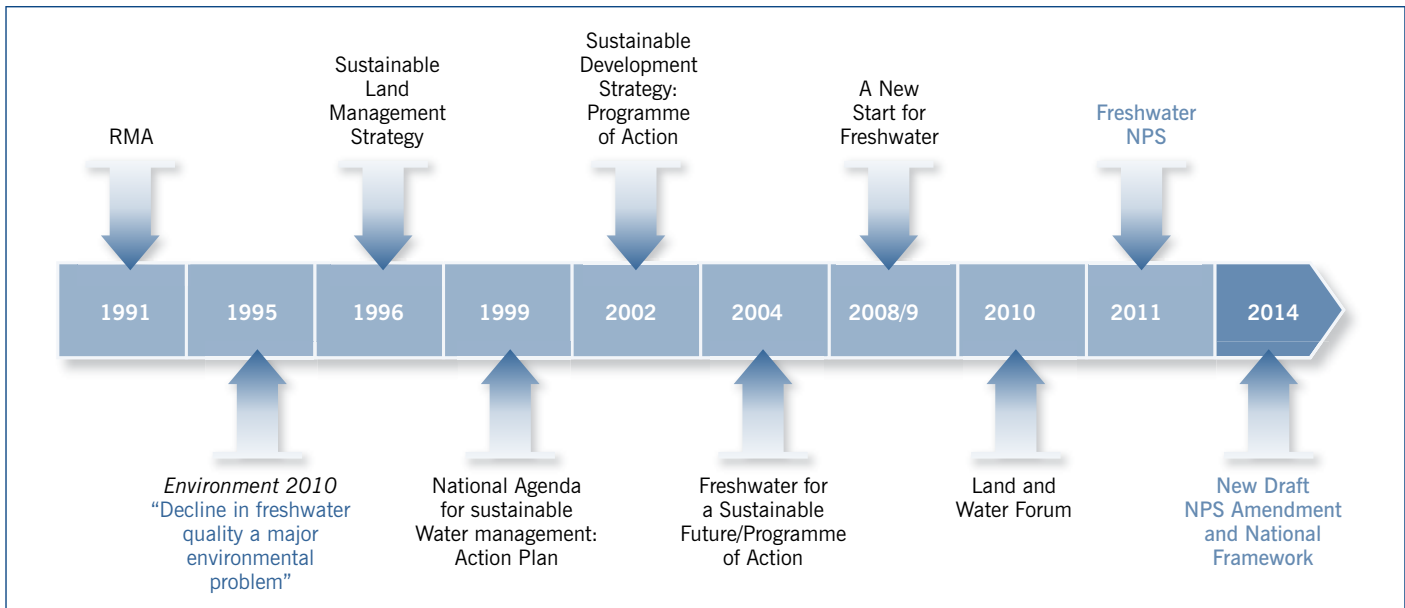 RMA
Sustainable
Land
Management
Strategy
Sustainable
Development
Strategy:
Programme
of Action
A New
Start for
Freshwater
Freshwater
NPS
1991
1995
1996
1999
2002
2004
2008/9
2010
2011
2014
Environment 2010
“Decline in freshwater
quality a major
environmental
problem”
National Agenda
for sustainable
Water management:
Action Plan
Freshwater for
a Sustainable
Future/Programme
of Action
Land and
Water Forum
New Draft
NPS Amendment
and National
Framework